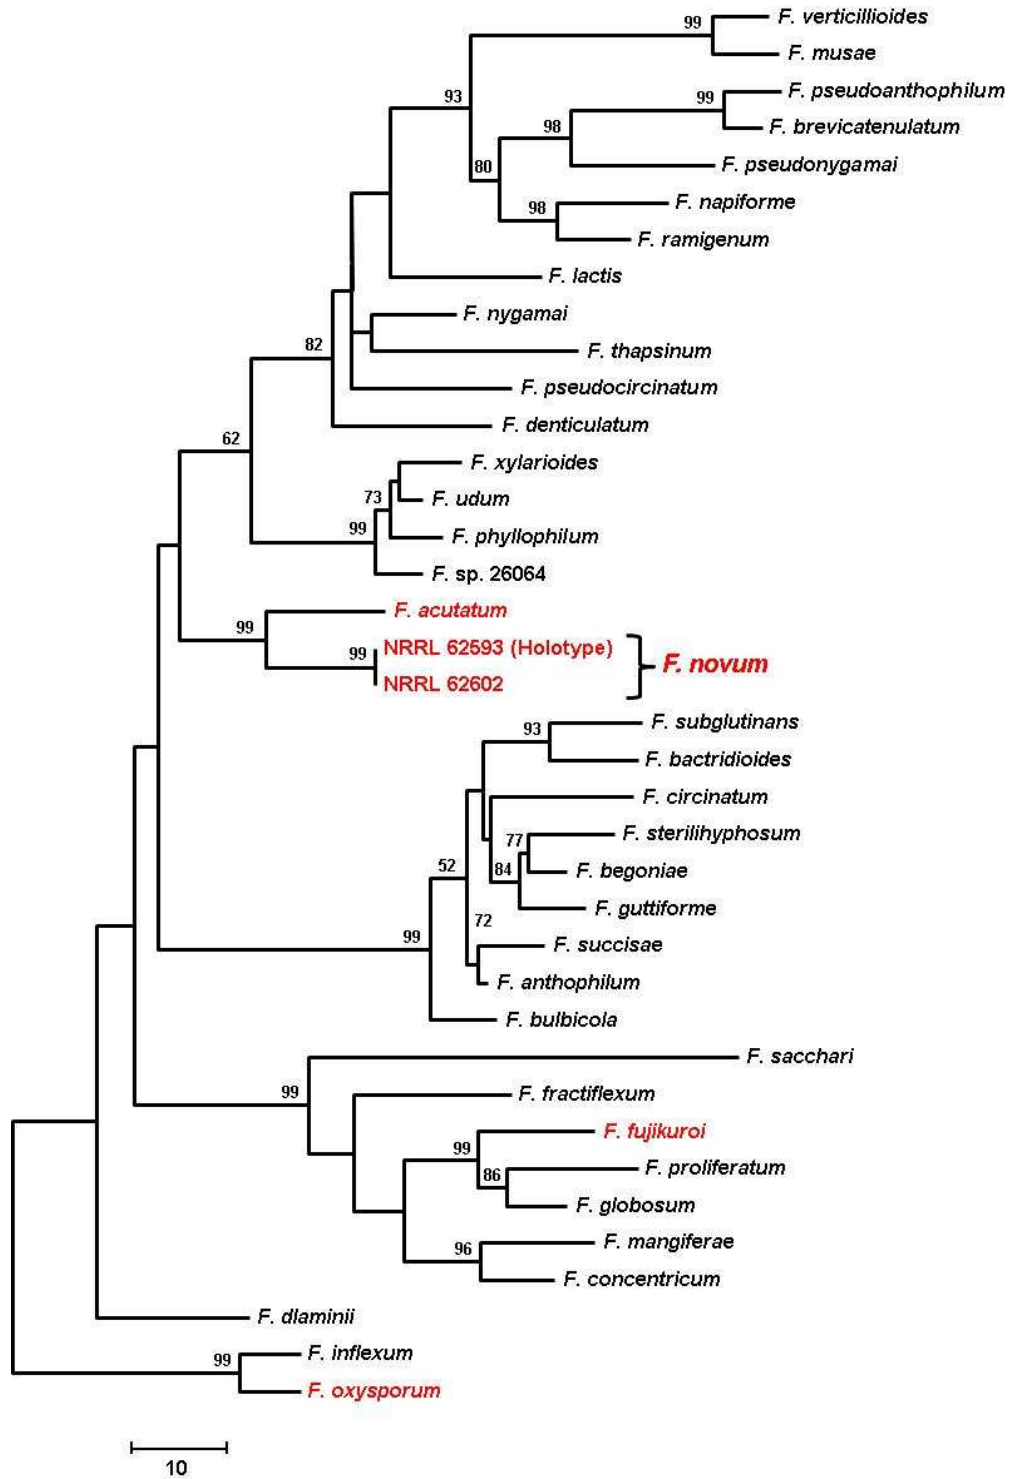 99
F. verticillioides
F. musae
93
99
F. pseudoanthophilum
F. brevicatenulatum
98
F. pseudonygamai
80
98
F. napiforme
F. ramigenum
F. lactis
F. nygamai
82
F. thapsinum
F. pseudocircinatum
F. denticulatum
62
F. xylarioides
73
F. udum
99
F. phyllophilum
F. sp. 26064
F. acutatum
99
99
NRRL 62593 (Holotype)
F. novum
NRRL 62602
93
F. subglutinans
F. bactridioides
F. circinatum
77
F. sterilihyphosum
52
84
F. begoniae
F. guttiforme
72
99
F. succisae
F. anthophilum
F. bulbicola
F. sacchari
99
F. fractiflexum
F. fujikuroi
99
86
F. proliferatum
F. globosum
96
F. mangiferae
F. concentricum
F. dlaminii
99
F. inflexum
F. oxysporum
10